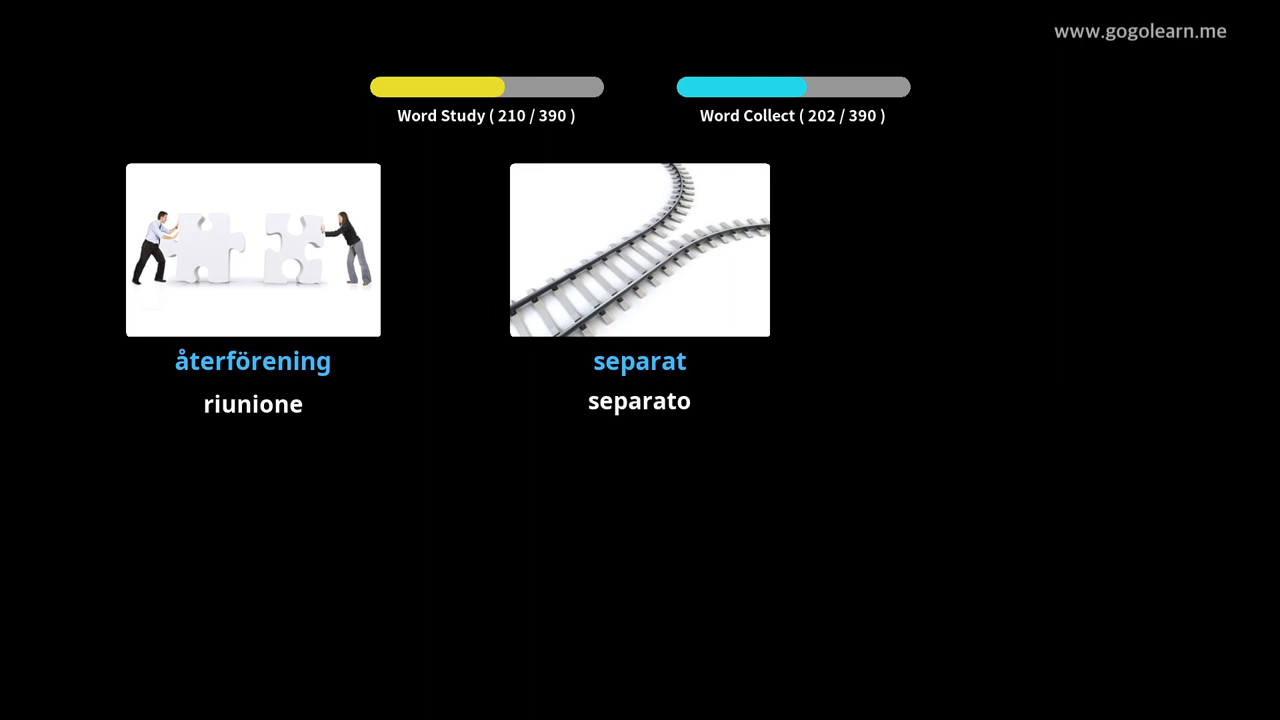 www.gogolearn.me
Word Study ( 210 / 390 )
Word Collect ( 202 / 390 )
återförening
riunione
separat
separato